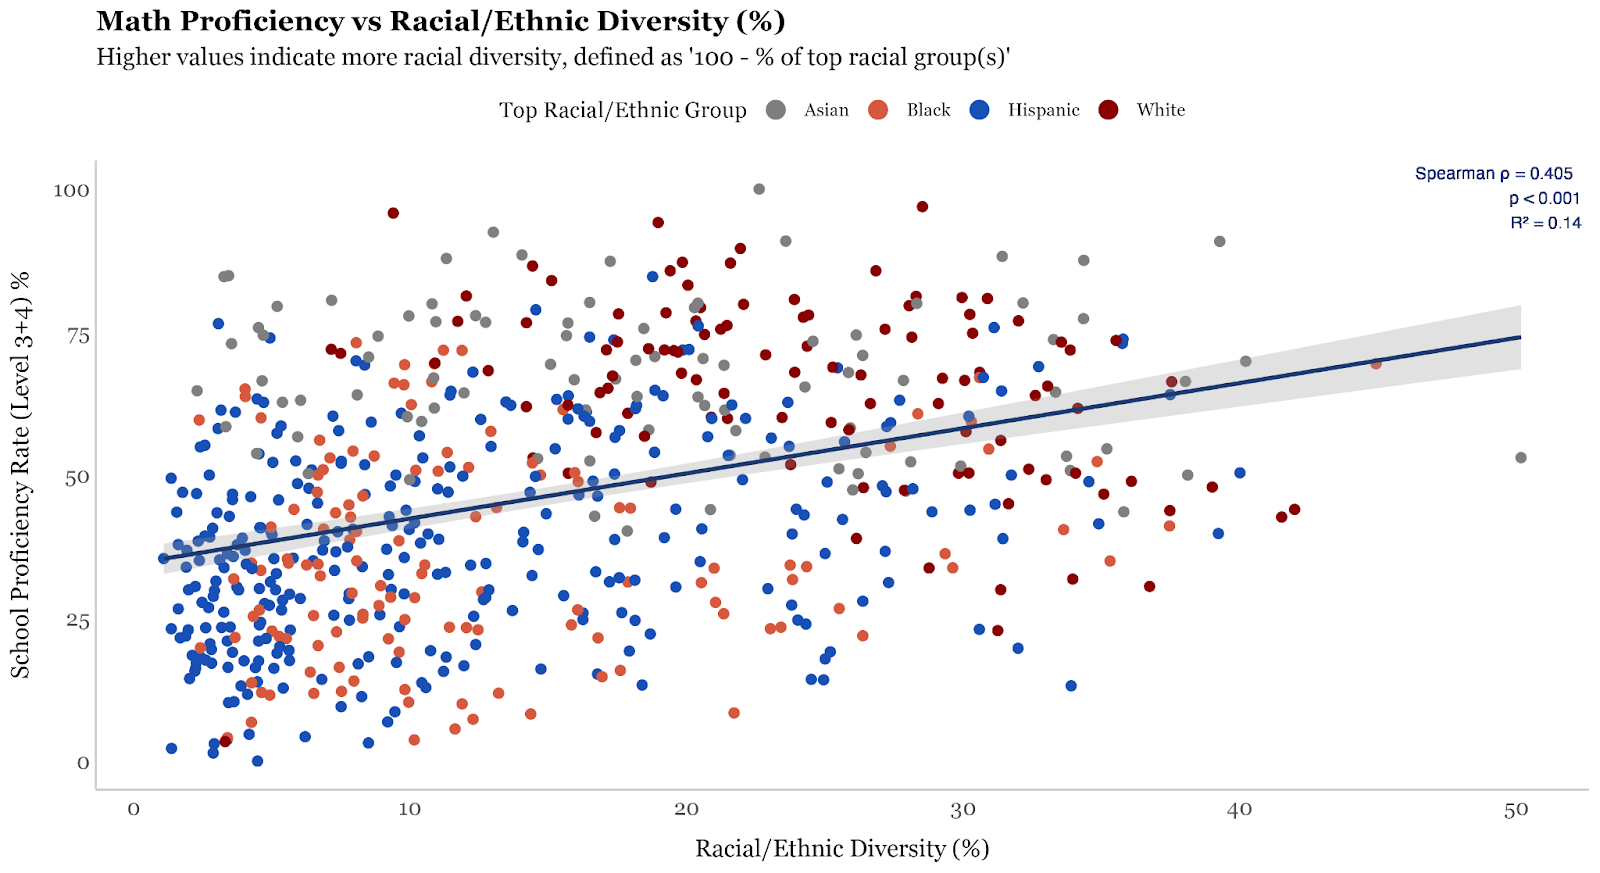 Math Proficiency vs Racial/Ethnic Diversity (%)
Higher values indicate more racial diversity, defined as '100 - % of top racial group(s)'
Top Racial/Ethnic Group Asian Black Hispanic White
Spearman ρ = 0.405
p < 0.001
R² = 0.14
School Proficiency Rate (Level 3+4) %
100
75
50
25
0
0 10 20 30 40 50
Racial/Ethnic Diversity (%)